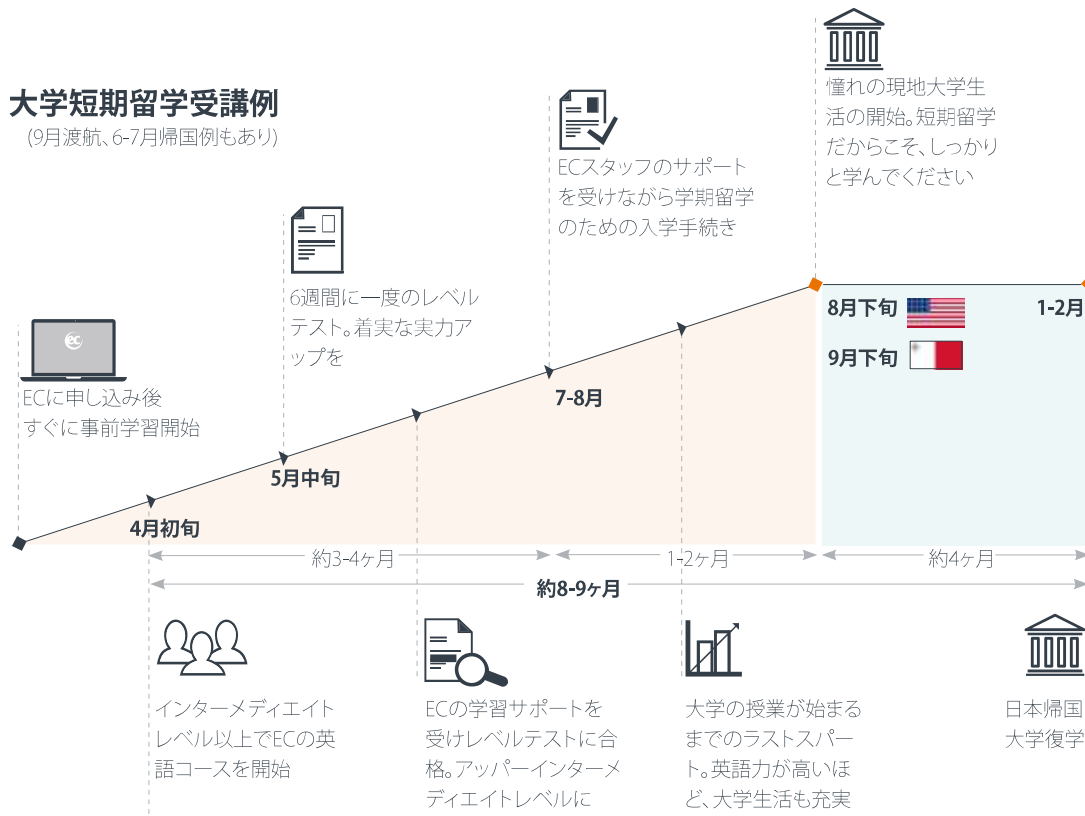 大学短期留学受講例
(9月渡航、6-7月帰国例もあり)
憧れの現地大学生
活の開始。短期留学
だからこそ、しっかり
と学んでください
ECスタッフのサポート
を受けながら学期留学
のための入学手続き
6週間に一度のレベル
テスト。着実な実力ア
ップを
ec
ECに申し込み後
すぐに事前学習開始
8月下旬
1-2月
9月下旬
7-8月
5月中旬
4月初旬
約3-4ヶ月
1-2ヶ月
約4ヶ月
約8-9ヶ月
インターメディエイト
レベル以上でECの英
語コースを開始
ECの学習サポートを
受けレベルテストに合
格。アッパーインターメ
ディエイトレベルに
大学の授業が始まる
までのラストスパー
ト。英語力が高いほ
ど、大学生活も充実
日本帰国
大学復学